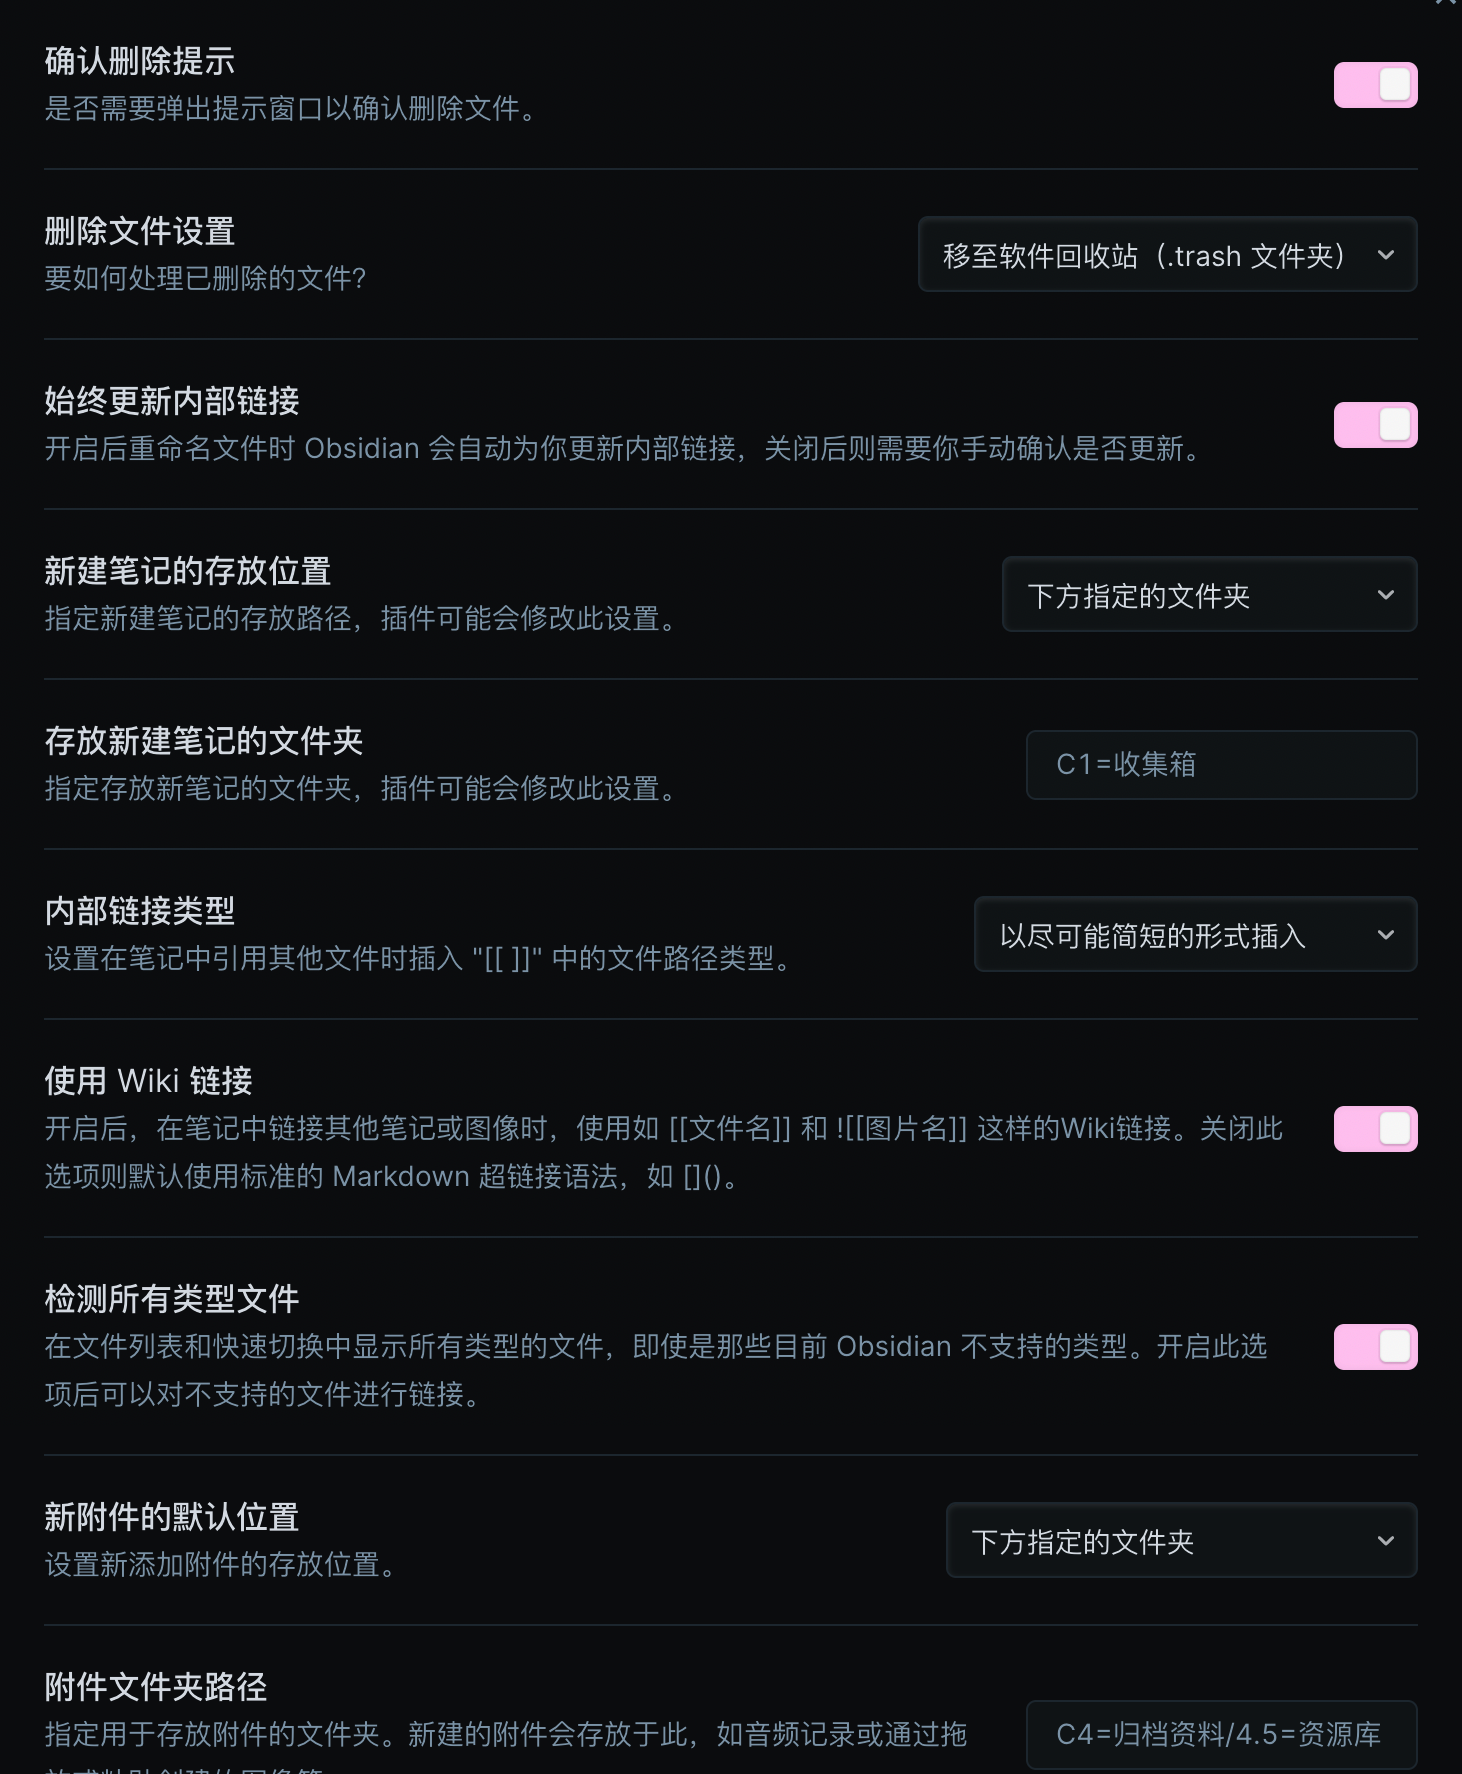 确认删除提示
是否需要弹出提示窗口以确认删除文件。
删除文件设置
要如何处理已删除的文件?
移至软件回收站（.trash 文件夹）
始终更新内部链接
开启后重命名文件时 Obsidian 会自动为你更新内部链接，关闭后则需要你手动确认是否更新。
新建笔记的存放位置
指定新建笔记的存放路径，插件可能会修改此设置。
下方指定的文件夹
存放新建笔记的文件夹
指定存放新笔记的文件夹，插件可能会修改此设置。
C1=收集箱
内部链接类型
设置在笔记中引用其他文件时插入 "[[ ]]" 中的文件路径类型。
以尽可能简短的形式插入
使用 Wiki 链接
开启后，在笔记中链接其他笔记或图像时，使用如 [[文件名]] 和 ![[图片名]] 这样的Wiki链接。关闭此
选项则默认使用标准的 Markdown 超链接语法，如 []()。
检测所有类型文件
在文件列表和快速切换中显示所有类型的文件，即使是那些目前 Obsidian 不支持的类型。开启此选
项后可以对不支持的文件进行链接。
新附件的默认位置
设置新添加附件的存放位置。
下方指定的文件夹
附件文件夹路径
指定用于存放附件的文件夹。新建的附件会存放于此，如音频记录或通过拖
C4=归档资料/4.5=资源库